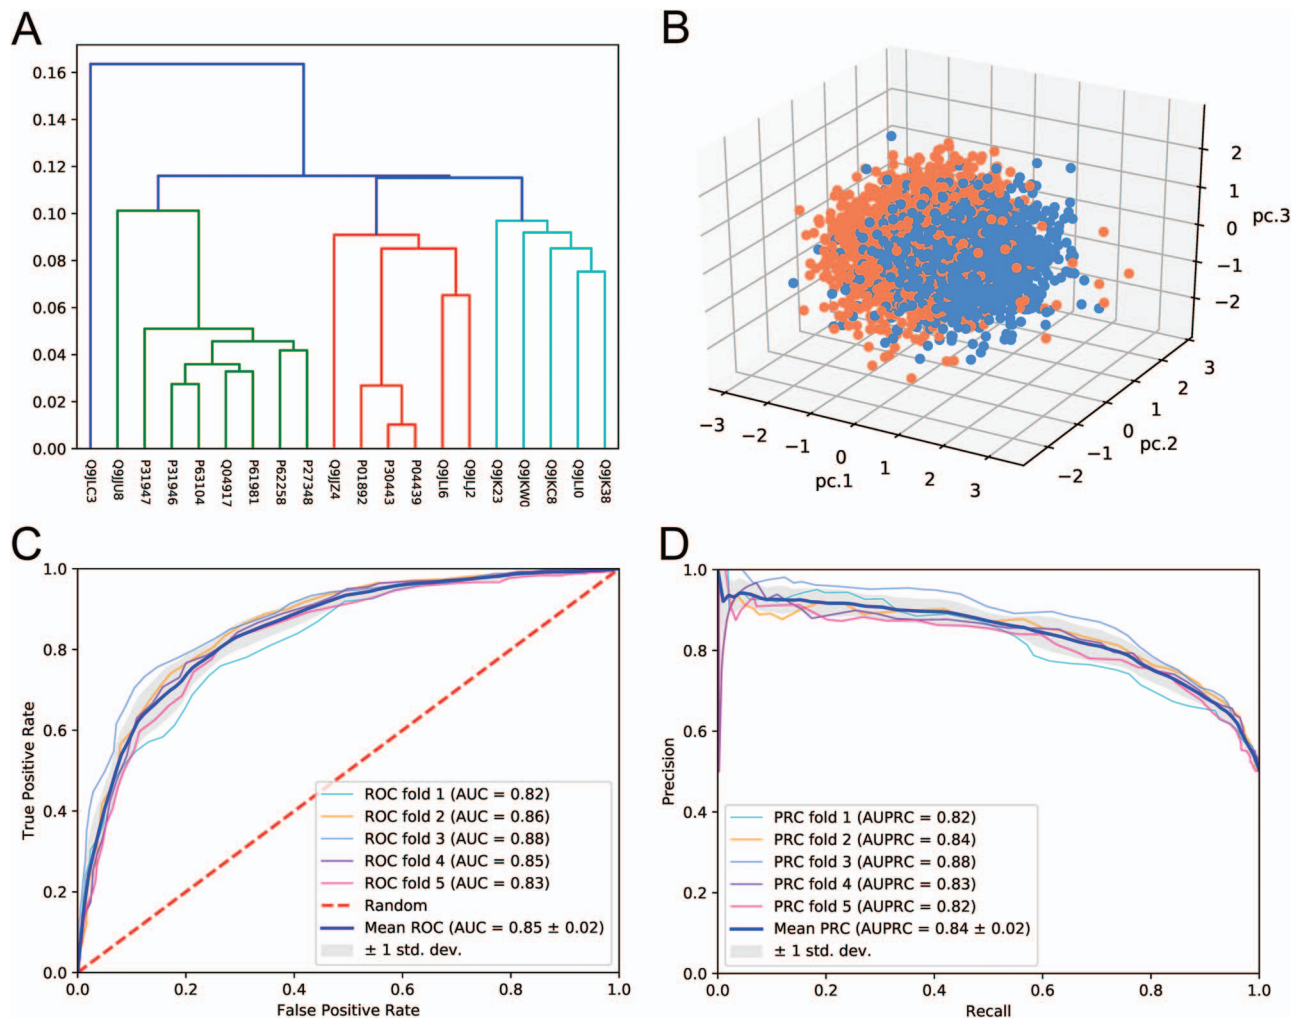 A
0.16
0.14
0.12
0.10
0.08
0.06
0.04
0.02
0.00
Q9JLC3
Q9JJU8
P31947
P31946
P63104
Q04917
P61981
P62258
P27348
Q9JJZ4
P01892
P30443
P04439
Q9JLI6
Q9LJ2
Q9JK23
Q9JKW0
Q9JKC8
Q9JLI0
Q9JK38
B
2
1
0
−1
−2
pc.3
3
2
1
0
−1
−2
pc.2
−3
−2
−1
0
1
2
3
pc.1
C
1.0
0.8
0.6
0.4
0.2
0.0
True Positive Rate
ROC fold 1 (AUC = 0.82)
ROC fold 2 (AUC = 0.86)
ROC fold 3 (AUC = 0.88)
ROC fold 4 (AUC = 0.85)
ROC fold 5 (AUC = 0.83)
Random
Mean ROC (AUC = 0.85 ± 0.02)
± 1 std. dev.
0.0 0.2 0.4 0.6 0.8 1.0
False Positive Rate
D
1.0
0.8
0.6
0.4
0.2
0.0
Precision
PRC fold 1 (AUPRC = 0.82)
PRC fold 2 (AUPRC = 0.84)
PRC fold 3 (AUPRC = 0.88)
PRC fold 4 (AUPRC = 0.83)
PRC fold 5 (AUPRC = 0.82)
Mean PRC (AUPRC = 0.84 ± 0.02)
± 1 std. dev.
0.0 0.2 0.4 0.6 0.8 1.0
Recall